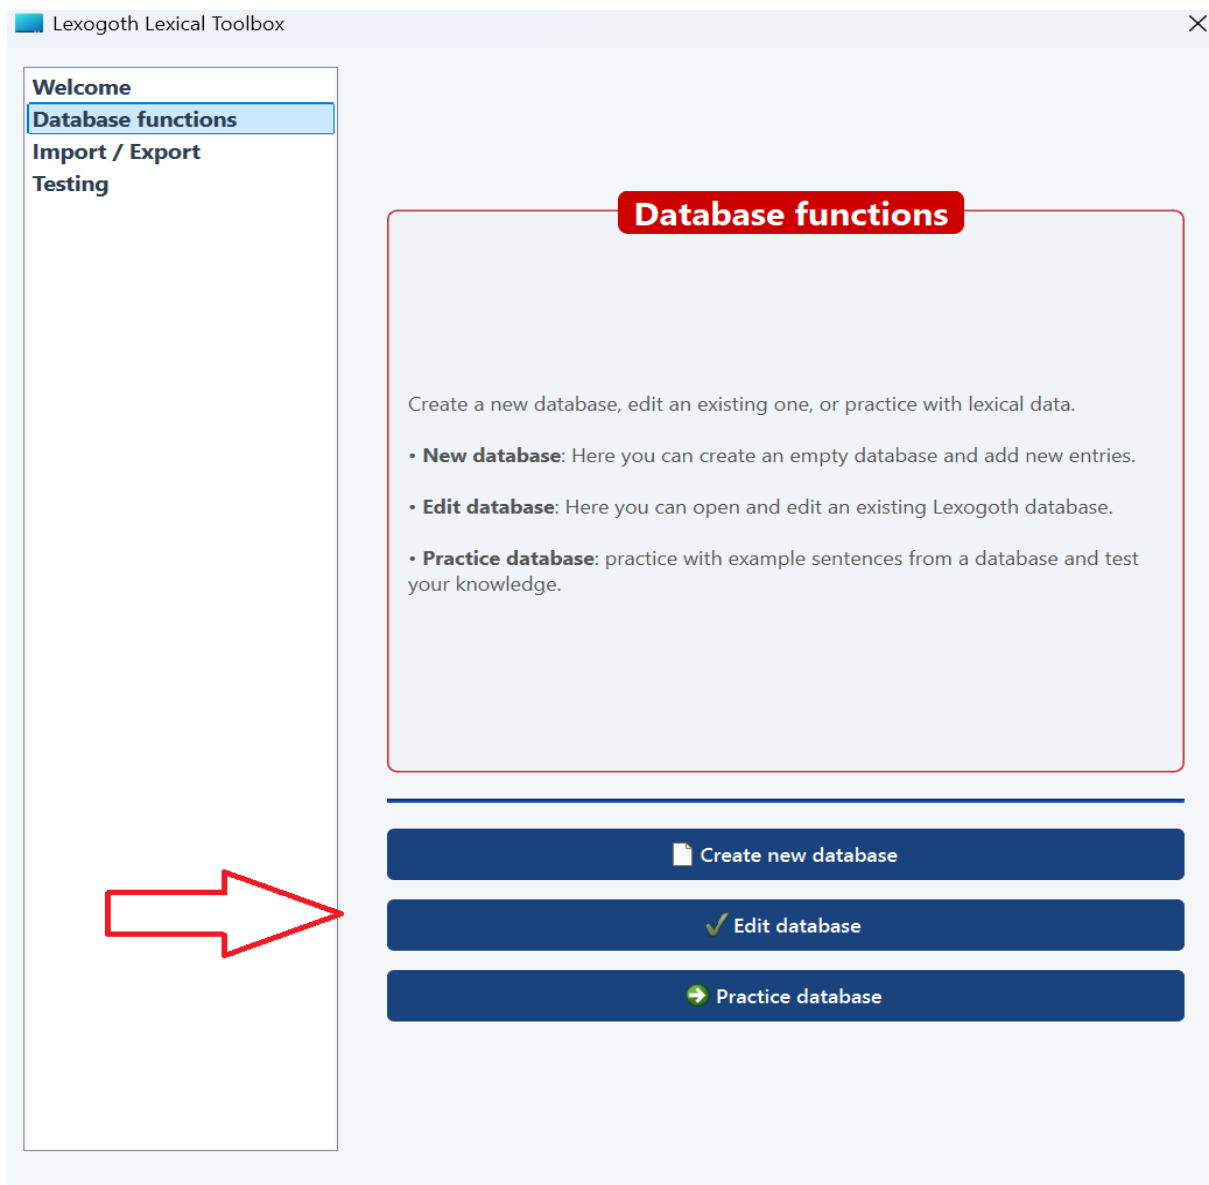 Lexogoth Lexical Toolbox
Welcome
Database functions
Import / Export
Testing
Database functions
Create a new database, edit an existing one, or practice with lexical data.
• New database: Here you can create an empty database and add new entries.
• Edit database: Here you can open and edit an existing Lexogoth database.
• Practice database: practice with example sentences from a database and test
your knowledge.
Create new database
Edit database
Practice database